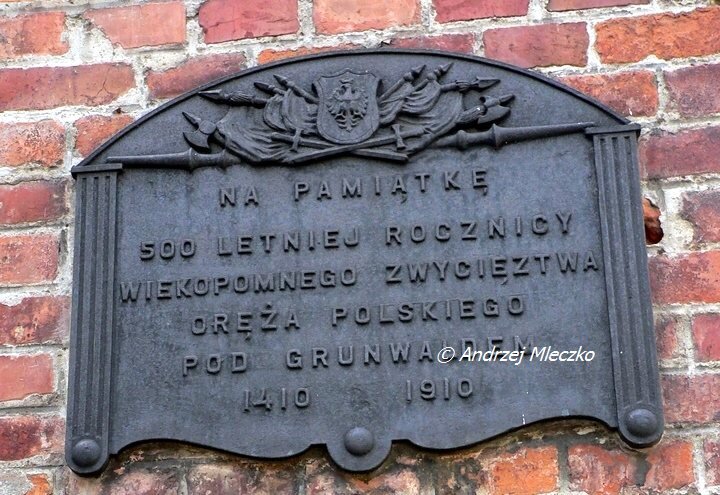 NA PAMIĄTKĘ
500 LETNIEJ ROCZNICY
WIEKOPOMNEGO ZWYCIĘZTWA
ORĘŻA POLSKIEGO
POD GRUNWALDEM
© Andrzej Mleczko
1410 1910